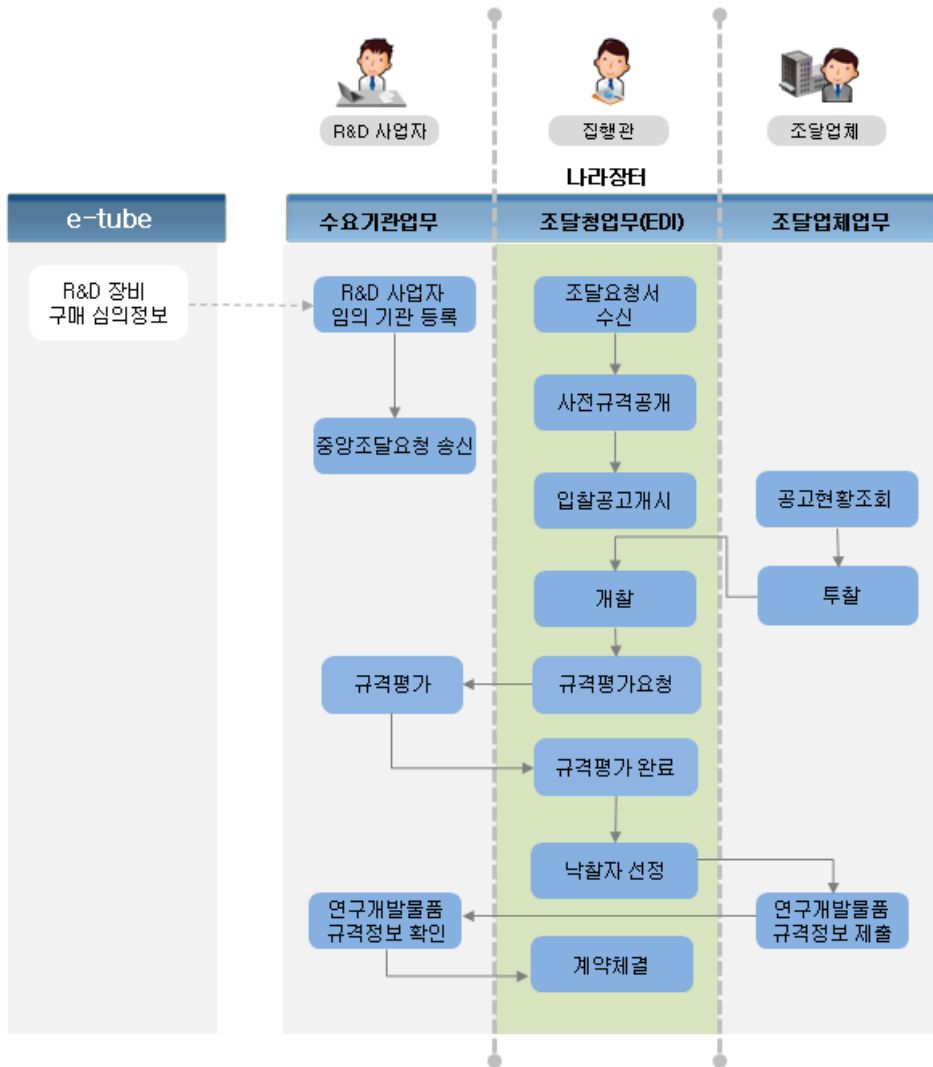 R&D 사업자
집행관
조달업체
나라장터
e-tube
수요기관업무
조달청업무(EDI)
조달업체업무
R&D 장비
구매 심의정보
R&D 사업자
임의 기관 등록
조달요청서
수신
사전규격공개
중앙조달요청 송신
입찰공고개시
공고현황조회
개찰
투찰
규격평가
규격평가요청
규격평가 완료
낙찰자 선정
연구개발물품
규격정보 확인
연구개발물품
규격정보 제출
계약체결